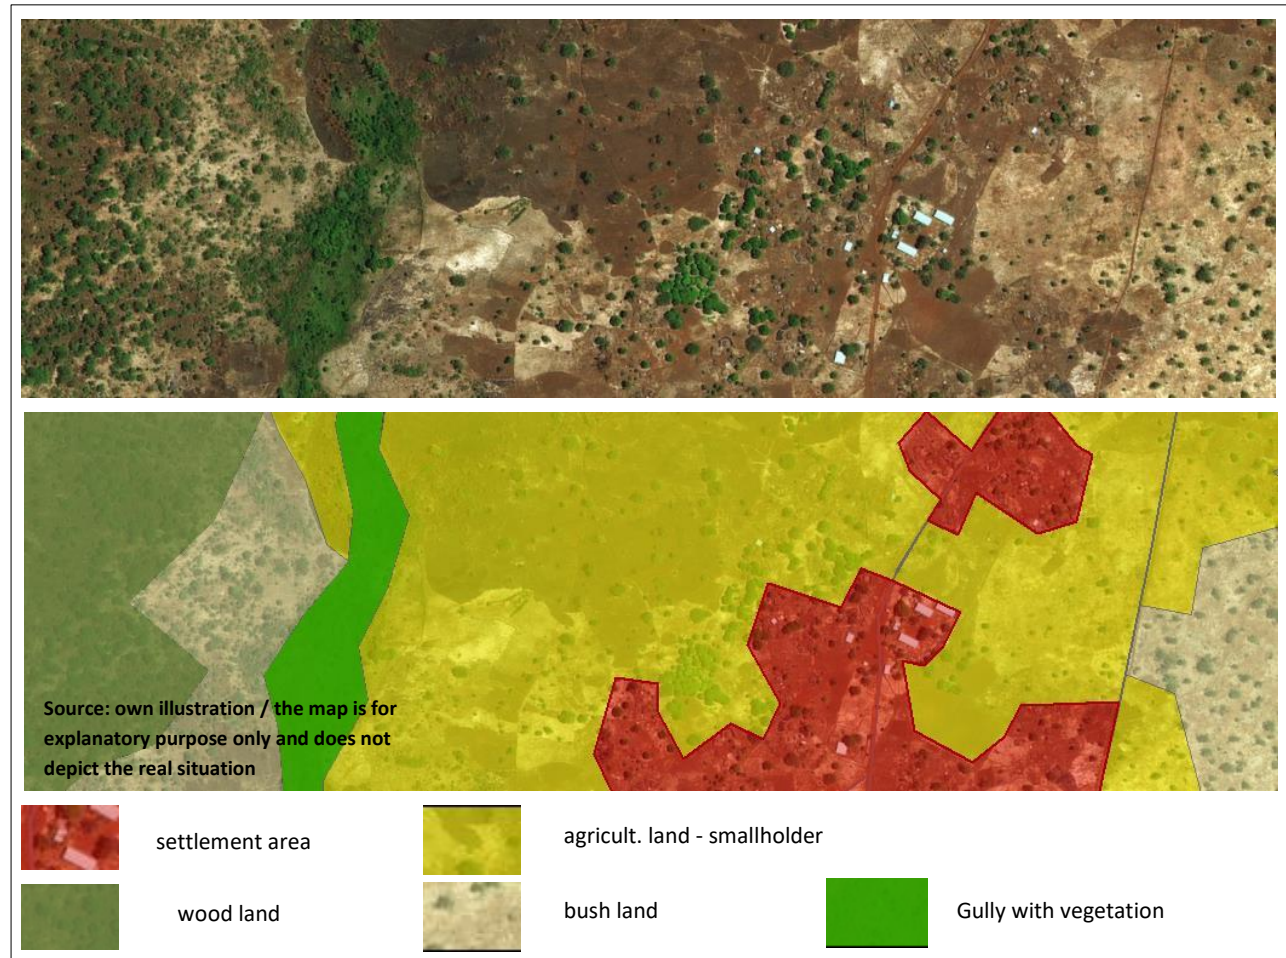 Source: own illustration / the map is for
explanatory purpose only and does not
depict the real situation
settlement area
agricult. land - smallholder
wood land
bush land
Gully with vegetation